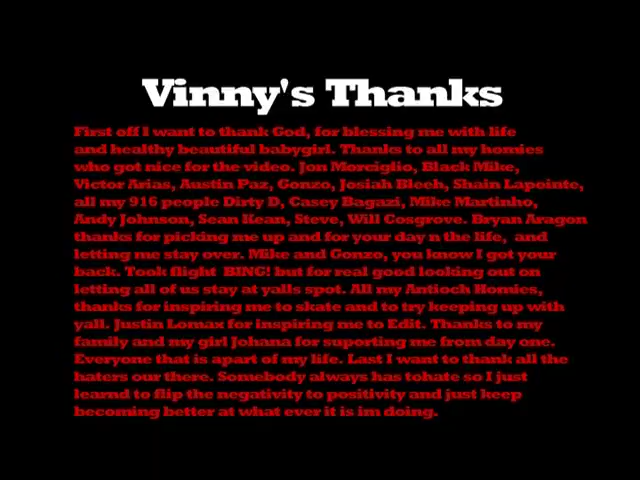 Vinny's Thanks
First off I want to thank God, for blessing me with life
and healthy beautiful babygirl. Thanks to all my homies
who got nice for the video. Jon Morciglio, Black Mike,
Victor Arias, Austin Paz, Gonzo, Josiah Bleeh, Shain Lapointe,
all my 916 people Dirty D, Casey Bagazi, Mike Martinho,
Andy Johnson, Sean Kean, Steve, Will Cosgrove. Bryan Aragon
thanks for picking me up and for your day n the life, and
letting me stay over. Mike and Gonzo, you know I got your
back. Took flight BING! but for real good looking out on
letting all of us stay at yalls spot. All my Antioch Homies,
thanks for inspiring me to skate and to try keeping up with
yall. Justin Lomax for inspiring me to Edit. Thanks to my
family and my girl Johana for suporting me from day one.
Everyone that is apart of my life. Last I want to thank all the
haters our there. Somebody always has tohate so I just
learnd to flip the negativity to positivity and just keep
becoming better at what ever it is im doing.